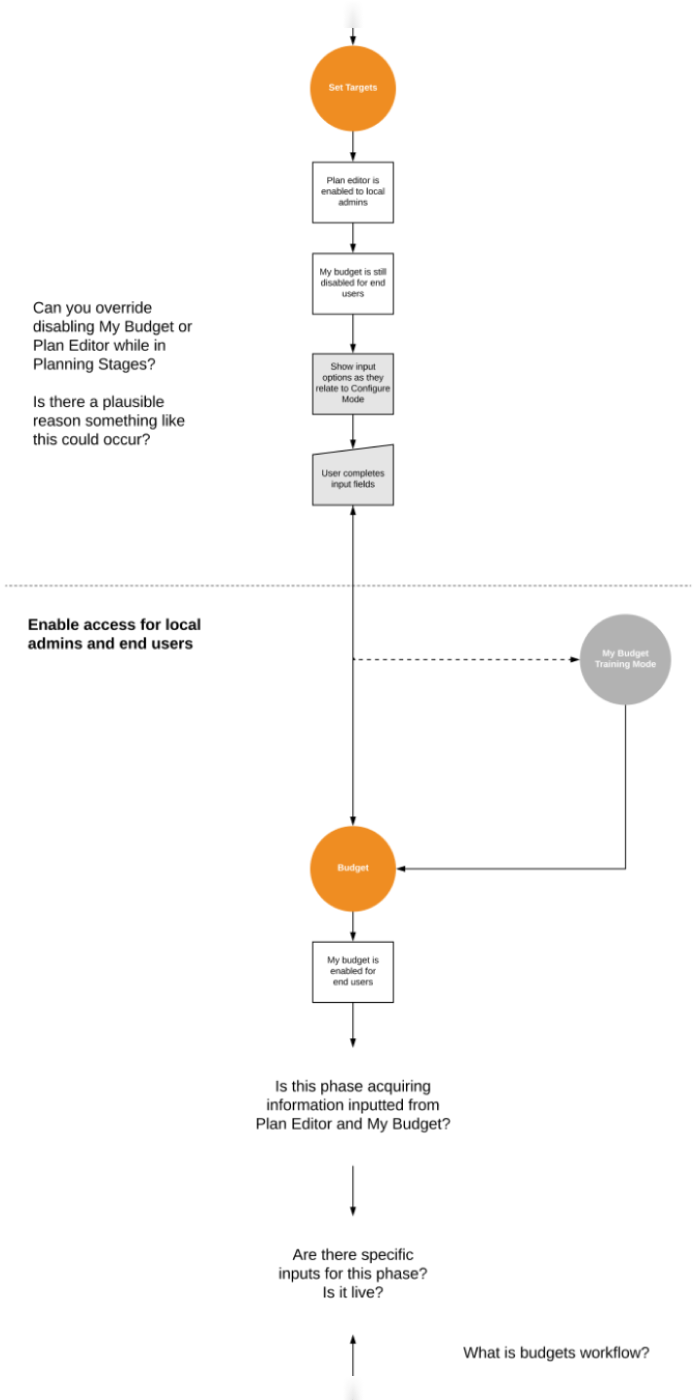 Set Targets
Plan editor is
enabled to local
admins
My budget is still
disabled for end
users
Can you override
disabling My Budget or
Plan Editor while in
Planning Stages?
Is there a plausible
reason something like
this could occur?
Show input
options as they
relate to Configure
Mode
User completes
input fields
Enable access for local
admins and end users
My Budget
Training Mode
Budget
My budget is
enabled for
end users
Is this phase acquiring
information inputted from
Plan Editor and My Budget?
Are there specific
inputs for this phase?
Is it live?
What is budgets workflow?